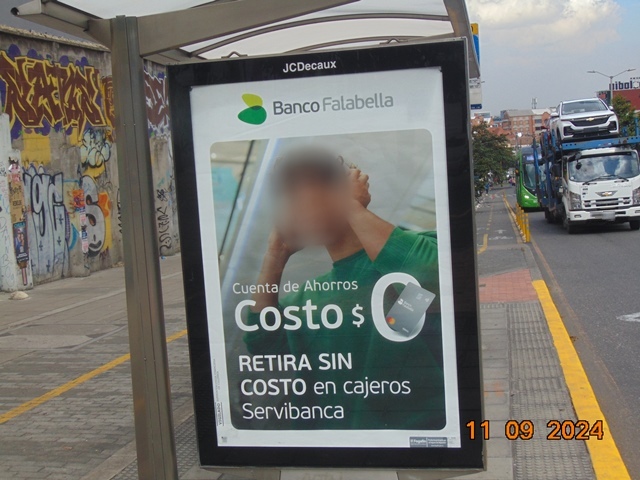 JCDecaux
Banco Falabella
Cuenta de Ahorros
Costo $0
RETIRA SIN
COSTO en cajeros
Servibanca
11 09 2024